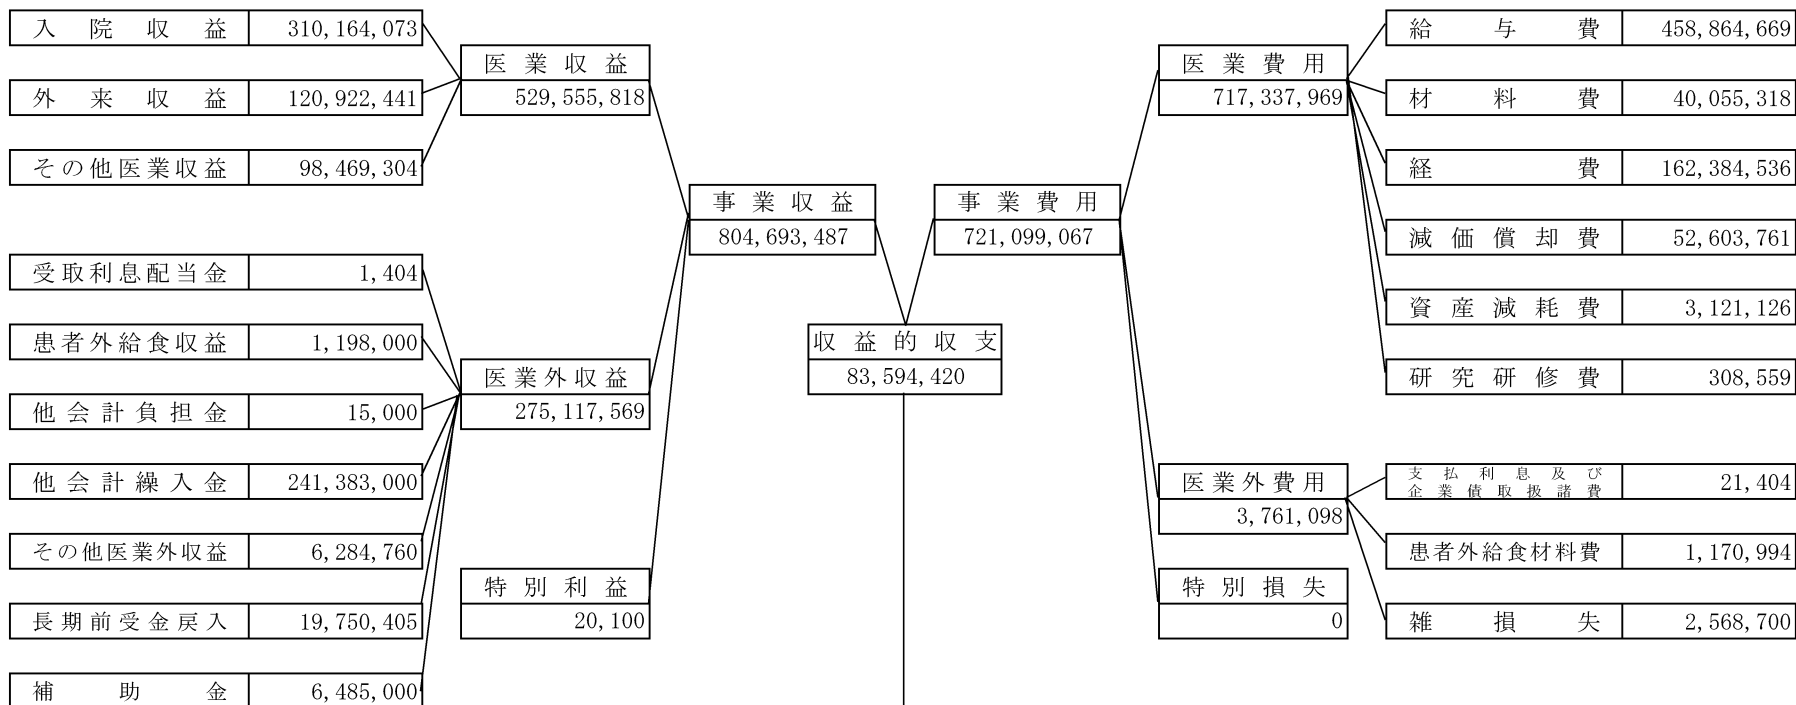 入院収益 310,164,073
外来収益 120,922,441
その他医業収益 98,469,304
医業収益
529,555,818
受取利息配当金 1,404
患者外給食収益 1,198,000
他会計負担金 15,000
他会計繰入金 241,383,000
その他医業外収益 6,284,760
長期前受金戻入 19,750,405
補助金 6,485,000
医業外収益
275,117,569
特別利益
20,100
事業収益
804,693,487
収益的収支
83,594,420
事業費用
721,099,067
医業費用
717,337,969
給与費 458,864,669
材料費 40,055,318
経費 162,384,536
減価償却費 52,603,761
資産減耗費 3,121,126
研究研修費 308,559
医業外費用
3,761,098
支払利息及び
企業債取扱諸費 21,404
患者外給食材料費 1,170,994
雑損失 2,568,700
特別損失
0